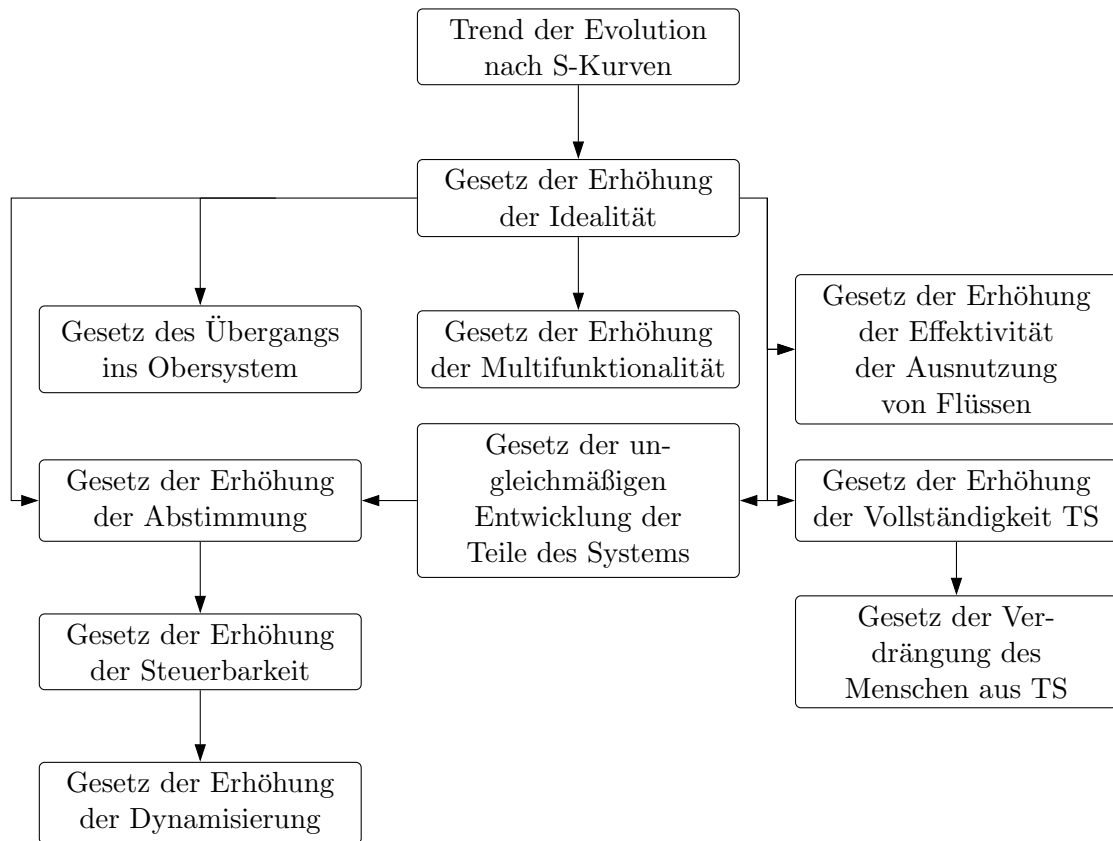 Trend der Evolution
nach S-Kurven
Gesetz der Erhöhung
der Idealität
Gesetz des Übergangs
ins Obersystem
Gesetz der Erhöhung
der Multifunktionalität
Gesetz der Erhöhung
der Effektivität
der Ausnutzung
von Flüssen
Gesetz der Erhöhung
der Abstimmung
Gesetz der un-
gleichmäßigen
Entwicklung der
Teile des Systems
Gesetz der Erhöhung
der Vollständigkeit TS
Gesetz der Erhöhung
der Steuerbarkeit
Gesetz der Ver-
drängung des
Menschen aus TS
Gesetz der Erhöhung
der Dynamisierung